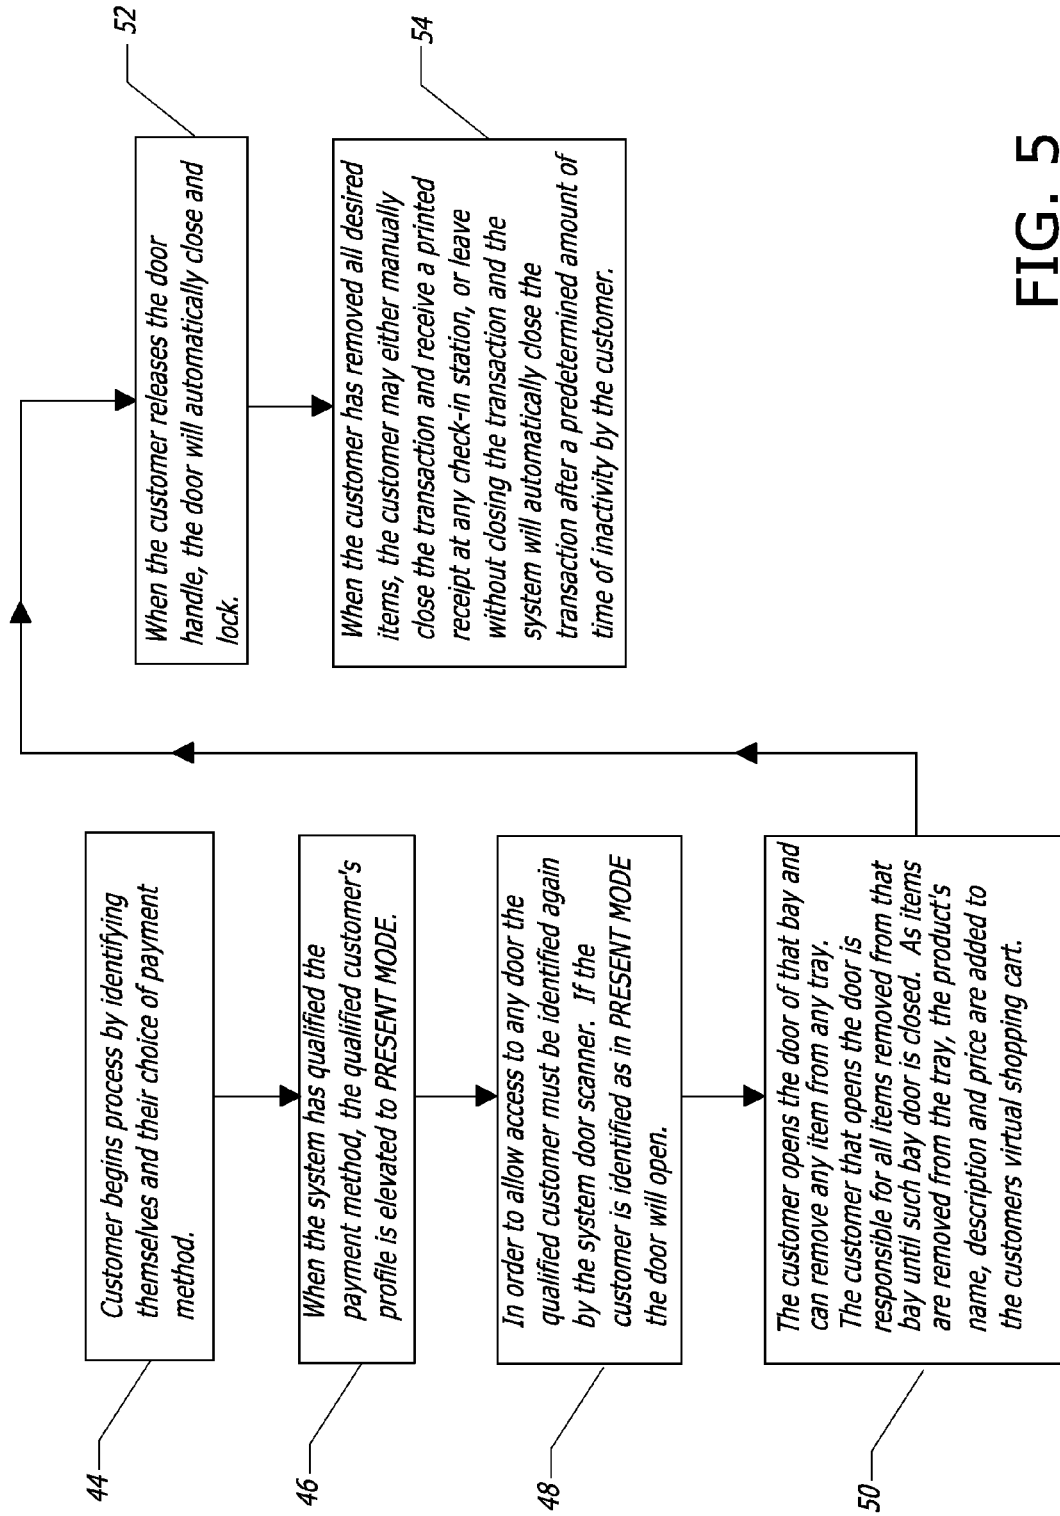 44
Customer begins process by identifying
themselves and their choice of payment
method.
46
When the system has qualified the
payment method, the qualified customer's
profile is elevated to PRESENT MODE.
48
In order to allow access to any door the
qualified customer must be identified again
by the system door scanner. If the
customer is identified as in PRESENT MODE
the door will open.
50
The customer opens the door of that bay and
can remove any item from any tray.
The customer that opens the door is
responsible for all items removed from that
bay until such bay door is closed. As items
are removed from the tray, the product's
name, description and price are added to
the customers virtual shopping cart.
52
When the customer releases the door
handle, the door will automatically close and
lock.
54
When the customer has removed all desired
items, the customer may either manually
close the transaction and receive a printed
receipt at any check-in station, or leave
without closing the transaction and the
system will automatically close the
transaction after a predetermined amount of
time of inactivity by the customer.
FIG. 5